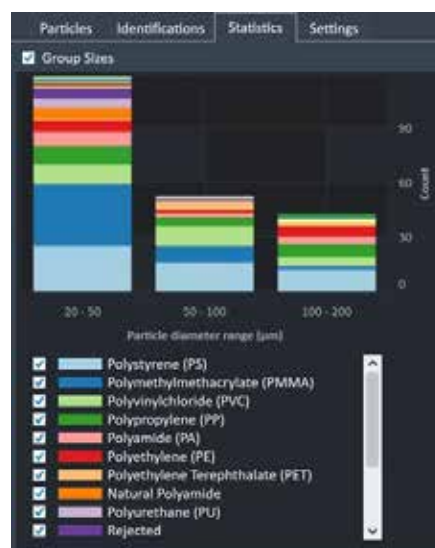 Particles Identifications Statistics Settings
Group Sizes
90
60
30
0
Count
20 - 50 50 - 100 100 - 200
Particle diameter range (µm)
Polystyrene (PS)
Polymethylmethacrylate (PMMA)
Polyvinylchloride (PVC)
Polypropylene (PP)
Polyamide (PA)
Polyethylene (PE)
Polyethylene Terephthalate (PET)
Natural Polyamide
Polyurethane (PU)
Rejected